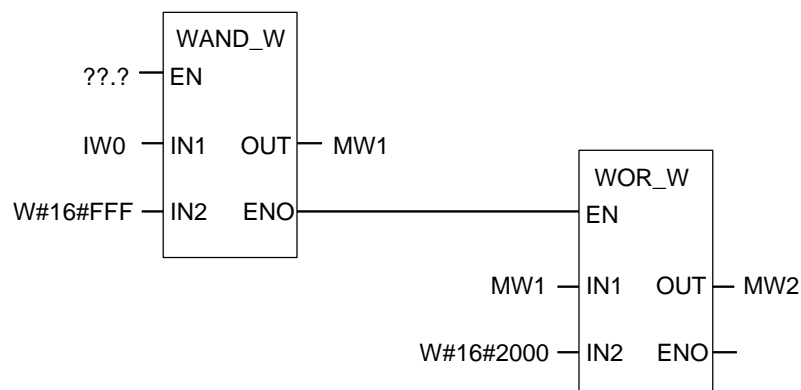 WAND_W
??.? EN
IW0 IN1 OUT MW1
W#16#FFF IN2 ENO
WOR_W
EN
MW1 IN1 OUT MW2
W#16#2000 IN2 ENO